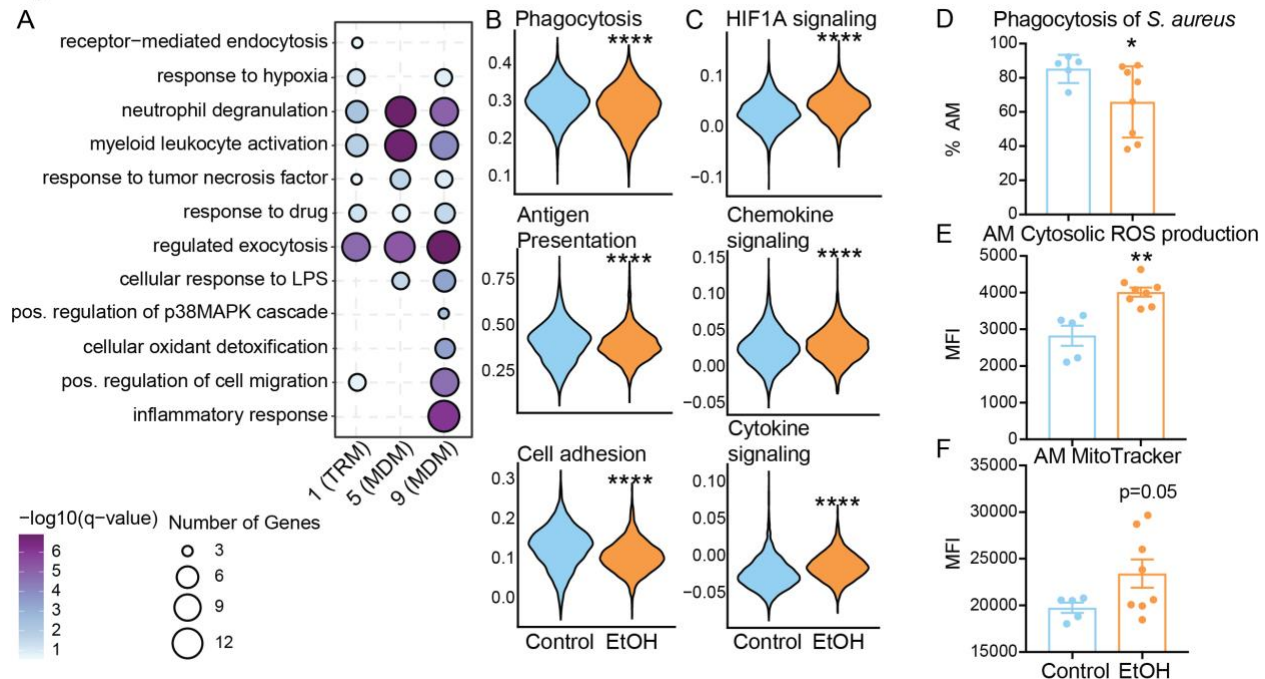 A
receptor−mediated endocytosis
response to hypoxia
neutrophil degranulation
myeloid leukocyte activation
response to tumor necrosis factor
response to drug
regulated exocytosis
cellular response to LPS
pos. regulation of p38MAPK cascade
cellular oxidant detoxification
pos. regulation of cell migration
inflammatory response
1 (TRM)
5 (MDM)
9 (MDM)
−log10(q−value)
6
5
4
3
2
1
Number of Genes
3
6
9
12
B
Phagocytosis
****
0.4
0.3
0.2
0.1
Antigen
Presentation
****
0.75
0.50
0.25
Cell adhesion
****
0.3
0.2
0.1
0.0
Control EtOH
C
HIF1A signaling
****
0.1
0.0
−0.1
Chemokine
signaling
****
0.15
0.10
0.05
0.00
−0.05
Cytokine
signaling
****
0.10
0.05
0.00
−0.05
Control EtOH
D
Phagocytosis of S. aureus
*
% AM
100
80
60
40
20
0
E
AM Cytosolic ROS production
**
MFI
5000
4000
3000
2000
1000
0
F
AM MitoTracker
p=0.05
MFI
35000
30000
25000
20000
15000
Control EtOH